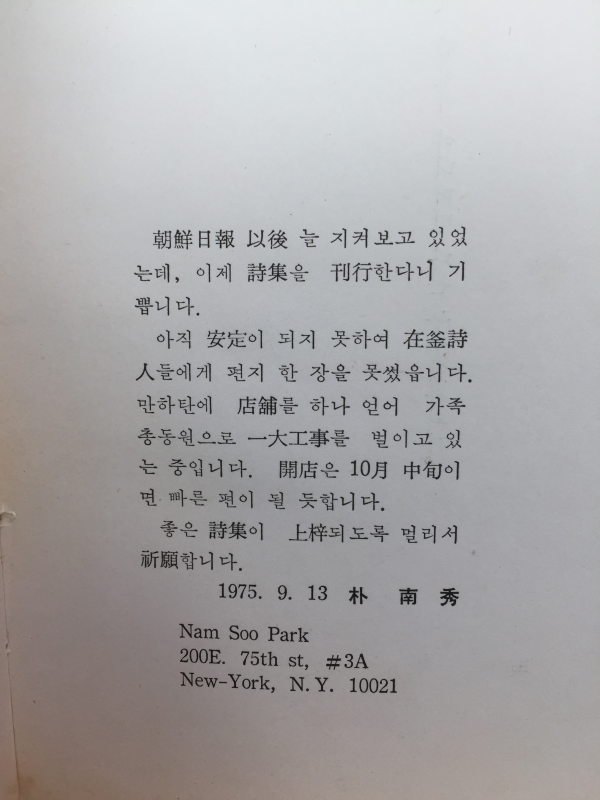 朝鮮日報 以後 늘 지켜보고 있었
는데, 이제 詩集을 刊行한다니 기
쁩니다.
아직 安定이 되지 못하여 在釜詩
人들에게 편지 한 장을 못썼읍니다.
만하탄에 店舖를 하나 얻어 가족
총동원으로 一大工事를 벌이고 있
는 중입니다. 開店은 10月 中旬이
면 빠른 편이 될 듯합니다.
좋은 詩集이 上梓되도록 멀리서
祈願합니다.
1975. 9. 13 朴 南 秀
Nam Soo Park
200E. 75th st, #3A
New-York, N.Y. 10021